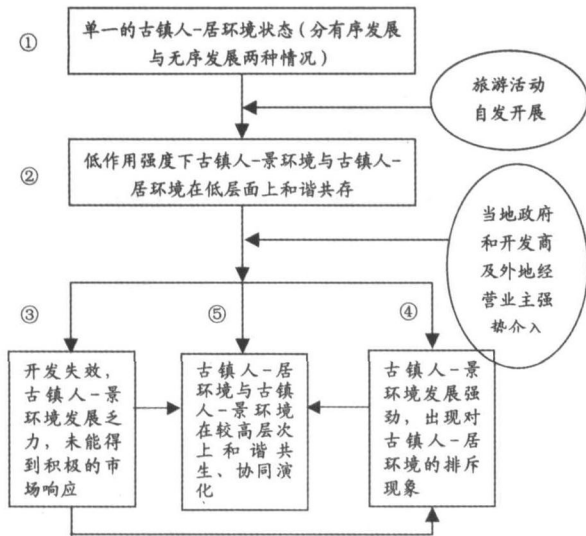 ①
单一的古镇人-居环境状态（分有序发展
与无序发展两种情况）
旅游活动
自发开展
②
低作用强度下古镇人-景环境与古镇人-
居环境在低层面上和谐共存
当地政府
和开发商
及外地经
营业主强
势介入
③
开发失效，
古镇人-景
环境发展乏
力，未能得
到积极的市
场响应
⑤
古镇人-居
环境与古镇
人-景环境
在较高层次
上和谐共
生、协同演
化
④
古镇人-景
环境发展强
劲，出现对
古镇人-居
环境的排斥
现象